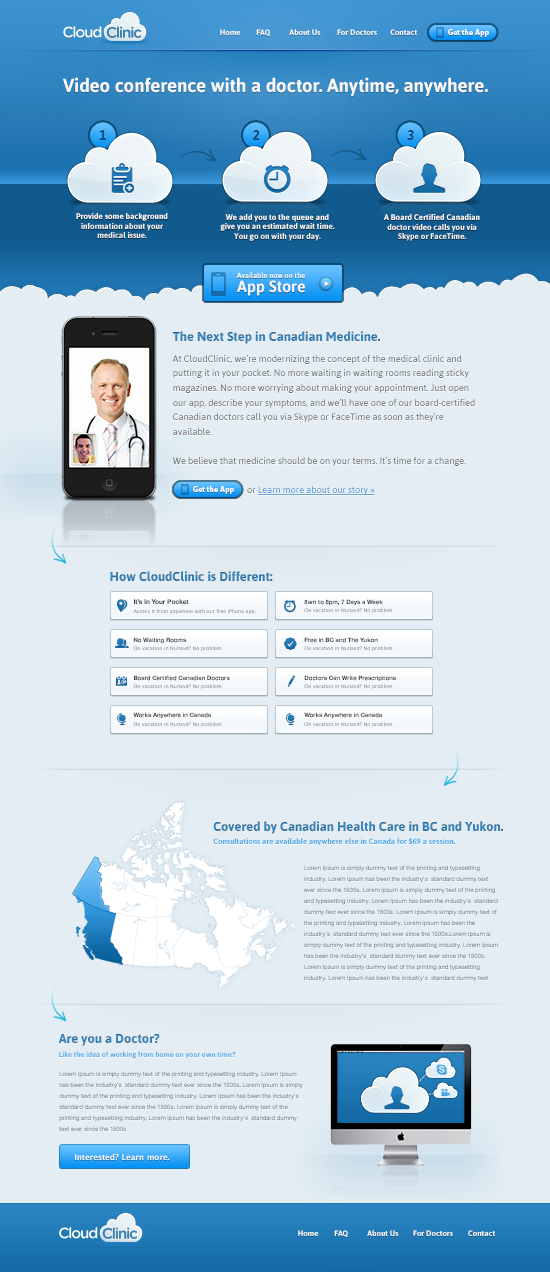 Cloud Clinic
Home FAQ About Us For Doctors Contact Get the App
Video conference with a doctor. Anytime, anywhere.
1
2
3
Provide some background
information about your
medical issue.
We add you to the queue and
give you an estimated wait time.
You go on with your day.
A Board Certified Canadian
doctor video calls you via
Skype or FaceTime.
Available now on the
App Store
The Next Step in Canadian Medicine.
At CloudClinic, we're modernizing the concept of the medical clinic and
putting it in your pocket. No more waiting in waiting rooms reading sticky
magazines. No more worrying about making your appointment. Just open
our app, describe your symptoms, and we'll have one of our board-certified
Canadian doctors call you via Skype or FaceTime as soon as they're
available.
We believe that medicine should be on your terms. It's time for a change.
Get the App or Learn more about our story »
How CloudClinic is Different:
It's In Your Pocket
Access it from anywhere with our free iPhone app.
8am to 8pm, 7 Days a Week
On vacation in Nunavit? No problem.
No Waiting Rooms
On vacation in Nunavit? No problem.
Free in BC and The Yukon
On vacation in Nunavit? No problem.
Board Certified Canadian Doctors
On vacation in Nunavit? No problem.
Doctors Can Write Prescriptions
On vacation in Nunavit? No problem.
Works Anywhere in Canada
On vacation in Nunavit? No problem.
Works Anywhere in Canada
On vacation in Nunavit? No problem.
Covered by Canadian Health Care in BC and Yukon.
Consultations are available anywhere else in Canada for $69 a session.
Lorem Ipsum is simply dummy text of the printing and typesetting
industry. Lorem Ipsum has been the industry's standard dummy text
ever since the 1500s. Lorem Ipsum is simply dummy text of the printing
and typesetting industry. Lorem Ipsum has been the industry's standard
dummy text ever since the 1500s. Lorem Ipsum is simply dummy text of
the printing and typesetting industry. Lorem Ipsum has been the
industry's standard dummy text ever since the 1500s.Lorem Ipsum is
simply dummy text of the printing and typesetting industry. Lorem Ipsum
has been the industry's standard dummy text ever since the 1500s.
Lorem Ipsum is simply dummy text of the printing and typesetting
industry. Lorem Ipsum has been the industry's standard dummy text
Are you a Doctor?
Like the idea of working from home on your own time?
Lorem Ipsum is simply dummy text of the printing and typesetting industry. Lorem
Ipsum has been the industry's standard dummy text ever since the 1500s. Lorem Ipsum is simply
dummy text of the printing and typesetting industry. Lorem Ipsum has been the
industry's standard dummy text ever since the 1500s. Lorem Ipsum is simply
dummy text of the printing and typesetting industry. Lorem Ipsum has been the industry's standard dummy
text ever since the 1500s
Interested? Learn more.
Cloud Clinic
Home FAQ About Us For Doctors Contact